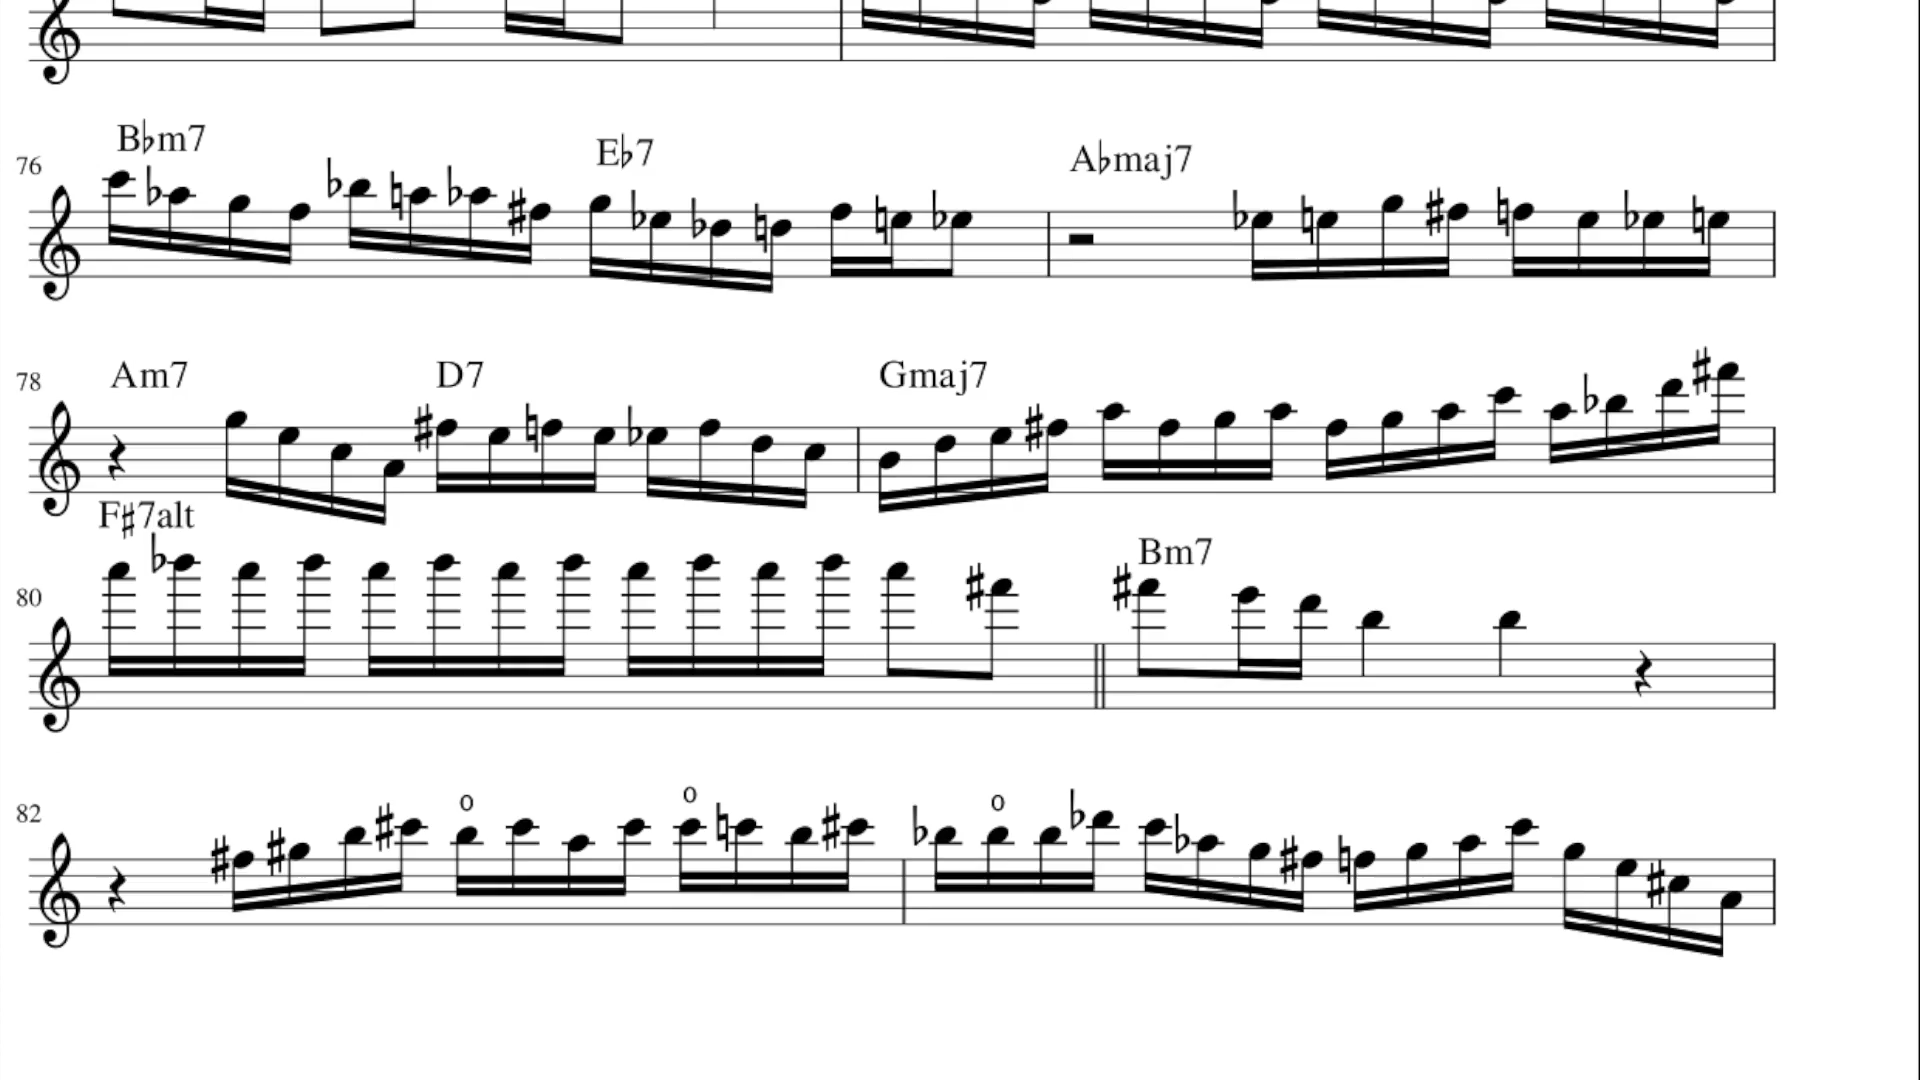 B♭m7 E♭7 A♭maj7
76
Am7 D7 Gmaj7
78
F♯7alt
Bm7
80
o o o
82